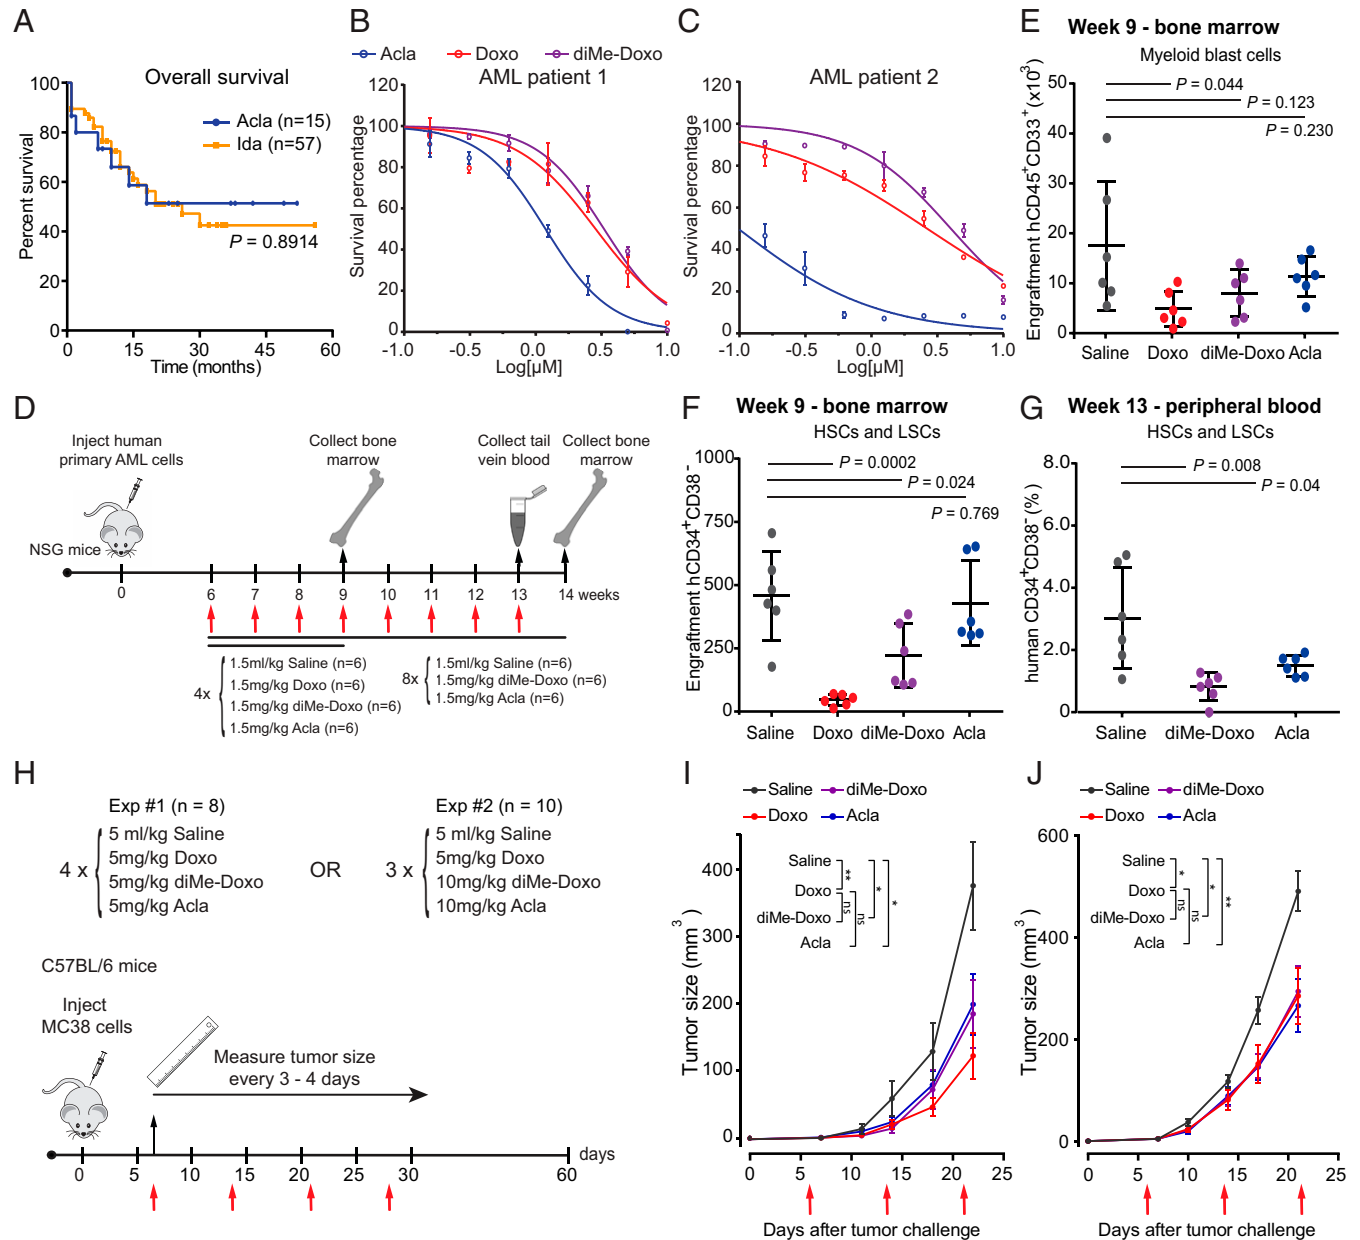 A
Overall survival
Percent survival
100
80
60
40
20
0
Acla (n=15)
Ida (n=57)
P = 0.8914
0 15 30 45 60
Time (months)
B
Acla Doxo diMe-Doxo
AML patient 1
Survival percentage
120
100
80
60
40
20
0
-1.0 -0.5 0.0 0.5 1.0
Log[µM]
C
AML patient 2
Survival percentage
120
100
80
60
40
20
0
-1.0 -0.5 0.0 0.5 1.0
Log[µM]
E Week 9 - bone marrow
Myeloid blast cells
Engraftment hCD45+CD33+ (x10³)
50
40
30
20
10
0
P = 0.044
P = 0.123
P = 0.230
Saline Doxo diMe-Doxo Acla
D
Inject human
primary AML cells
Collect bone
marrow
Collect tail
vein blood
Collect bone
marrow
NSG mice
0 6 7 8 9 10 11 12 13 14 weeks
4x
1.5ml/kg Saline (n=6)
1.5mg/kg Doxo (n=6)
1.5mg/kg diMe-Doxo (n=6)
1.5mg/kg Acla (n=6)
8x
1.5ml/kg Saline (n=6)
1.5mg/kg diMe-Doxo (n=6)
1.5mg/kg Acla (n=6)
F Week 9 - bone marrow
HSCs and LSCs
Engraftment hCD34+CD38-
1000
750
500
250
0
P = 0.0002
P = 0.024
P = 0.769
Saline Doxo diMe-Doxo Acla
G Week 13 - peripheral blood
HSCs and LSCs
human CD34+CD38- (%)
8.0
6.0
4.0
2.0
0
P = 0.008
P = 0.04
Saline diMe-Doxo Acla
H
Exp #1 (n = 8)
4 x
5 ml/kg Saline
5mg/kg Doxo
5mg/kg diMe-Doxo
5mg/kg Acla
OR
Exp #2 (n = 10)
3 x
5 ml/kg Saline
5mg/kg Doxo
10mg/kg diMe-Doxo
10mg/kg Acla
C57BL/6 mice
Inject
MC38 cells
Measure tumor size
every 3 - 4 days
0 5 10 15 20 25 30 60 days
I
Saline diMe-Doxo
Doxo Acla
Tumor size (mm³)
400
300
200
100
0
Saline
Doxo
diMe-Doxo
Acla
** ns ns * *
0 5 10 15 20 25
Days after tumor challenge
J
Saline diMe-Doxo
Doxo Acla
Tumor size (mm³)
600
400
200
0
Saline
Doxo
diMe-Doxo
Acla
* ns ns * **
0 5 10 15 20 25
Days after tumor challenge